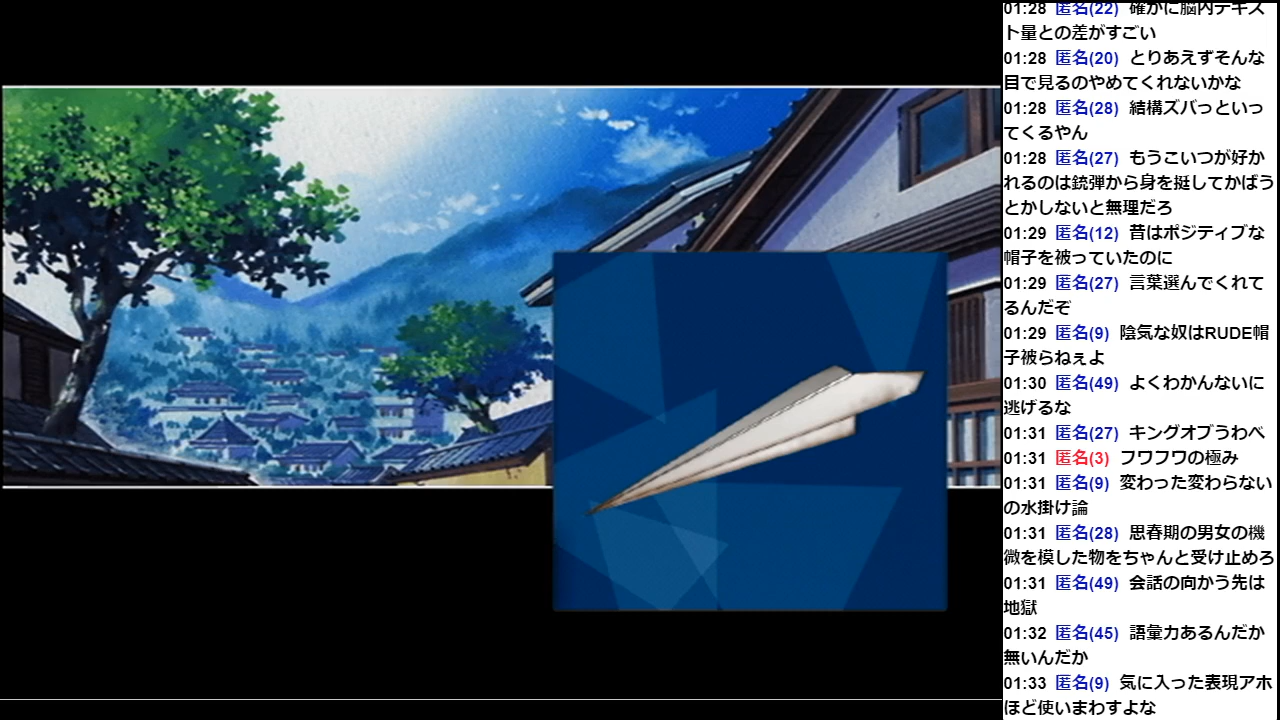 01:28 匿名(22) 確かに脳内テキス
ト量との差がすごい
01:28 匿名(20) とりあえずそんな
目で見るのやめてくれないかな
01:28 匿名(28) 結構ズバっといっ
てくるやん
01:28 匿名(27) もうこいつが好か
れるのは銃弾から身を挺してかばう
とかしないと無理だろ
01:29 匿名(12) 昔はポジティブな
帽子を被っていたのに
01:29 匿名(27) 言葉選んでくれて
るんだぞ
01:29 匿名(9) 陰気な奴はRUDE帽
子被らねぇよ
01:30 匿名(49) よくわかんないに
逃げるな
01:31 匿名(27) キングオブうわべ
01:31 匿名(3) フワフワの極み
01:31 匿名(9) 変わった変わらない
の水掛け論
01:31 匿名(28) 思春期の男女の機
微を模した物をちゃんと受け止めろ
01:31 匿名(49) 会話の向かう先は
地獄
01:32 匿名(45) 語彙力あるんだか
無いんだか
01:33 匿名(9) 気に入った表現アホ
ほど使いまわすよな